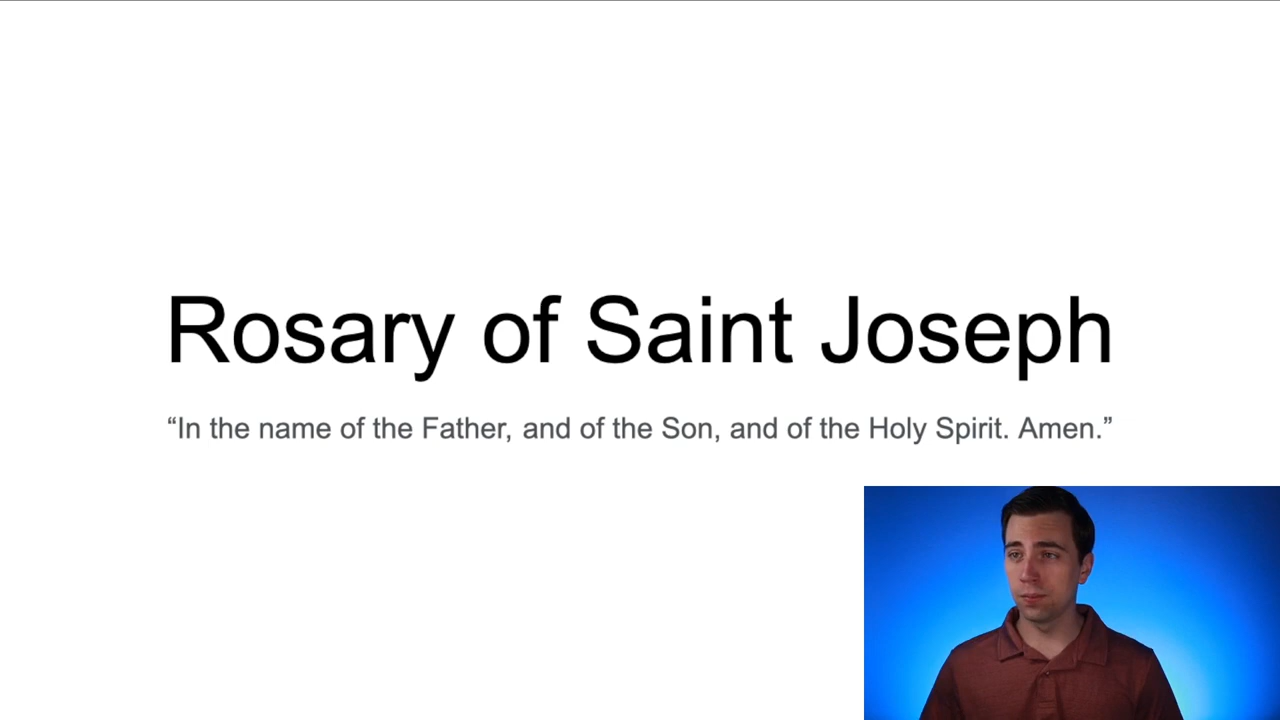 Rosary of Saint Joseph
“In the name of the Father, and of the Son, and of the Holy Spirit. Amen.”